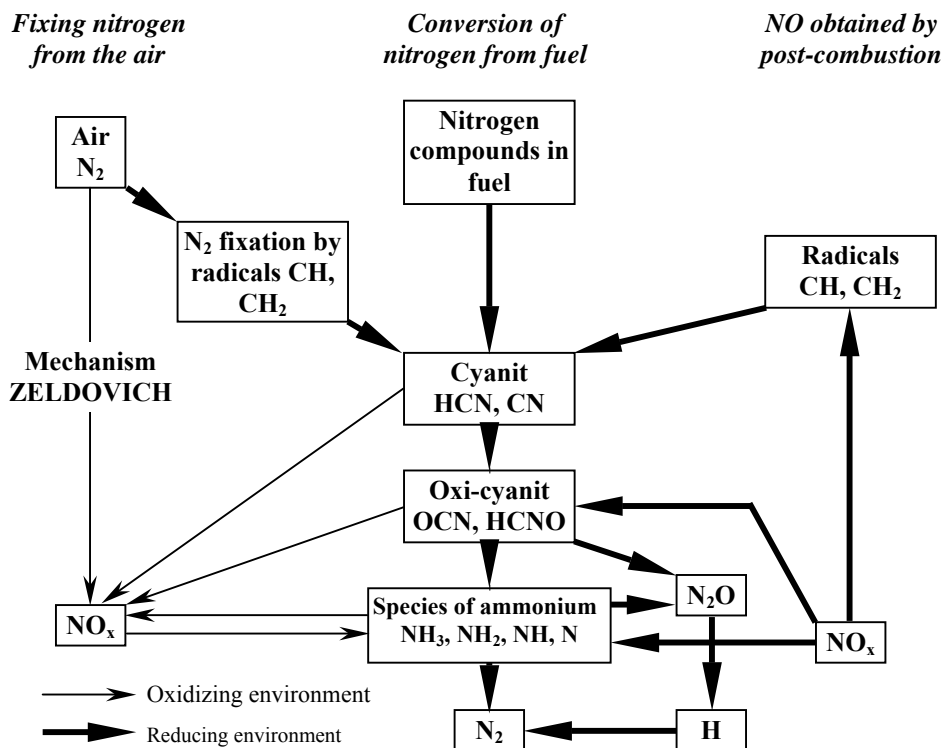 Fixing nitrogen
from the air
Conversion of
nitrogen from fuel
NO obtained by
post-combustion
Air
N₂
Nitrogen
compounds in
fuel
N₂ fixation by
radicals CH,
CH₂
Radicals
CH, CH₂
Mechanism
ZELDOVICH
Cyanit
HCN, CN
Oxi-cyanit
OCN, HCNO
NOₓ
Species of ammonium
NH₃, NH₂, NH, N
N₂O
NOₓ
Oxidizing environment
Reducing environment
N₂
H